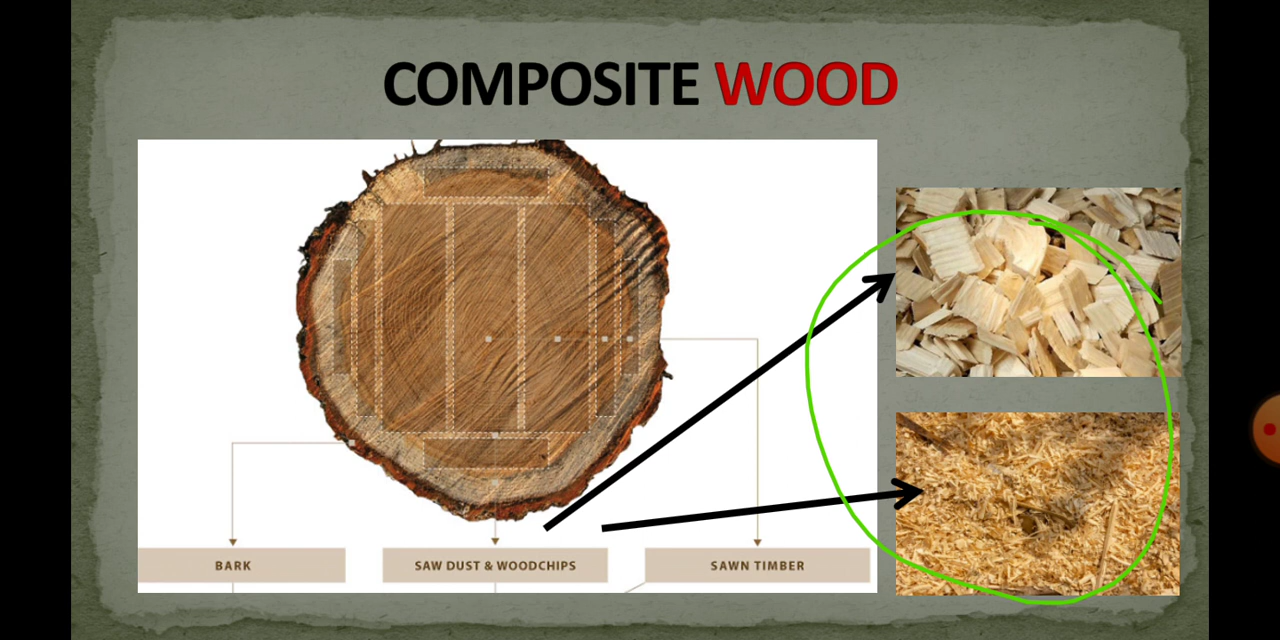 COMPOSITE WOOD
BARK
SAW DUST & WOODCHIPS
SAWN TIMBER